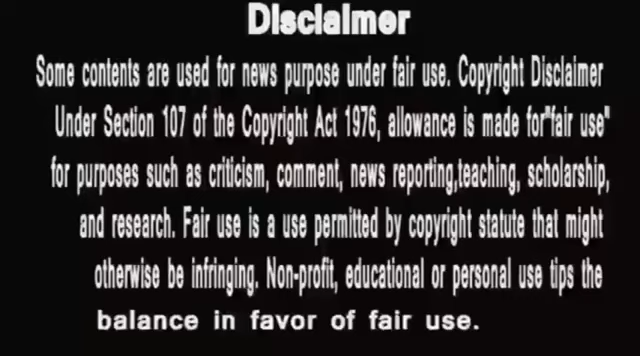 Disclaimer
Some contents are used for news purpose under fair use. Copyright Disclaimer
Under Section 107 of the Copyright Act 1976, allowance is made for"fair use"
for purposes such as criticism, comment, news reporting,teaching, scholarship,
and research. Fair use is a use permitted by copyright statute that might
otherwise be infringing. Non-profit, educational or personal use tips the
balance in favor of fair use.